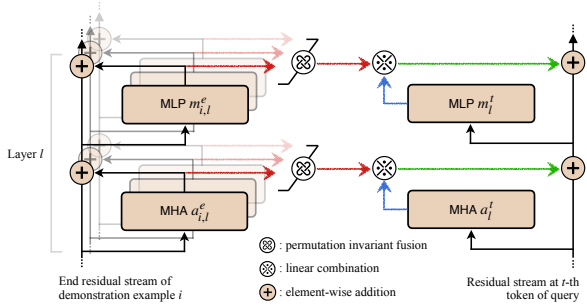 MLP m^e_{i,l}
MLP m^t_l
Layer l
MHA a^e_{i,l}
MHA a^t_l
: permutation invariant fusion
: linear combination
: element-wise addition
End residual stream of
demonstration example i
Residual stream at t-th
token of query